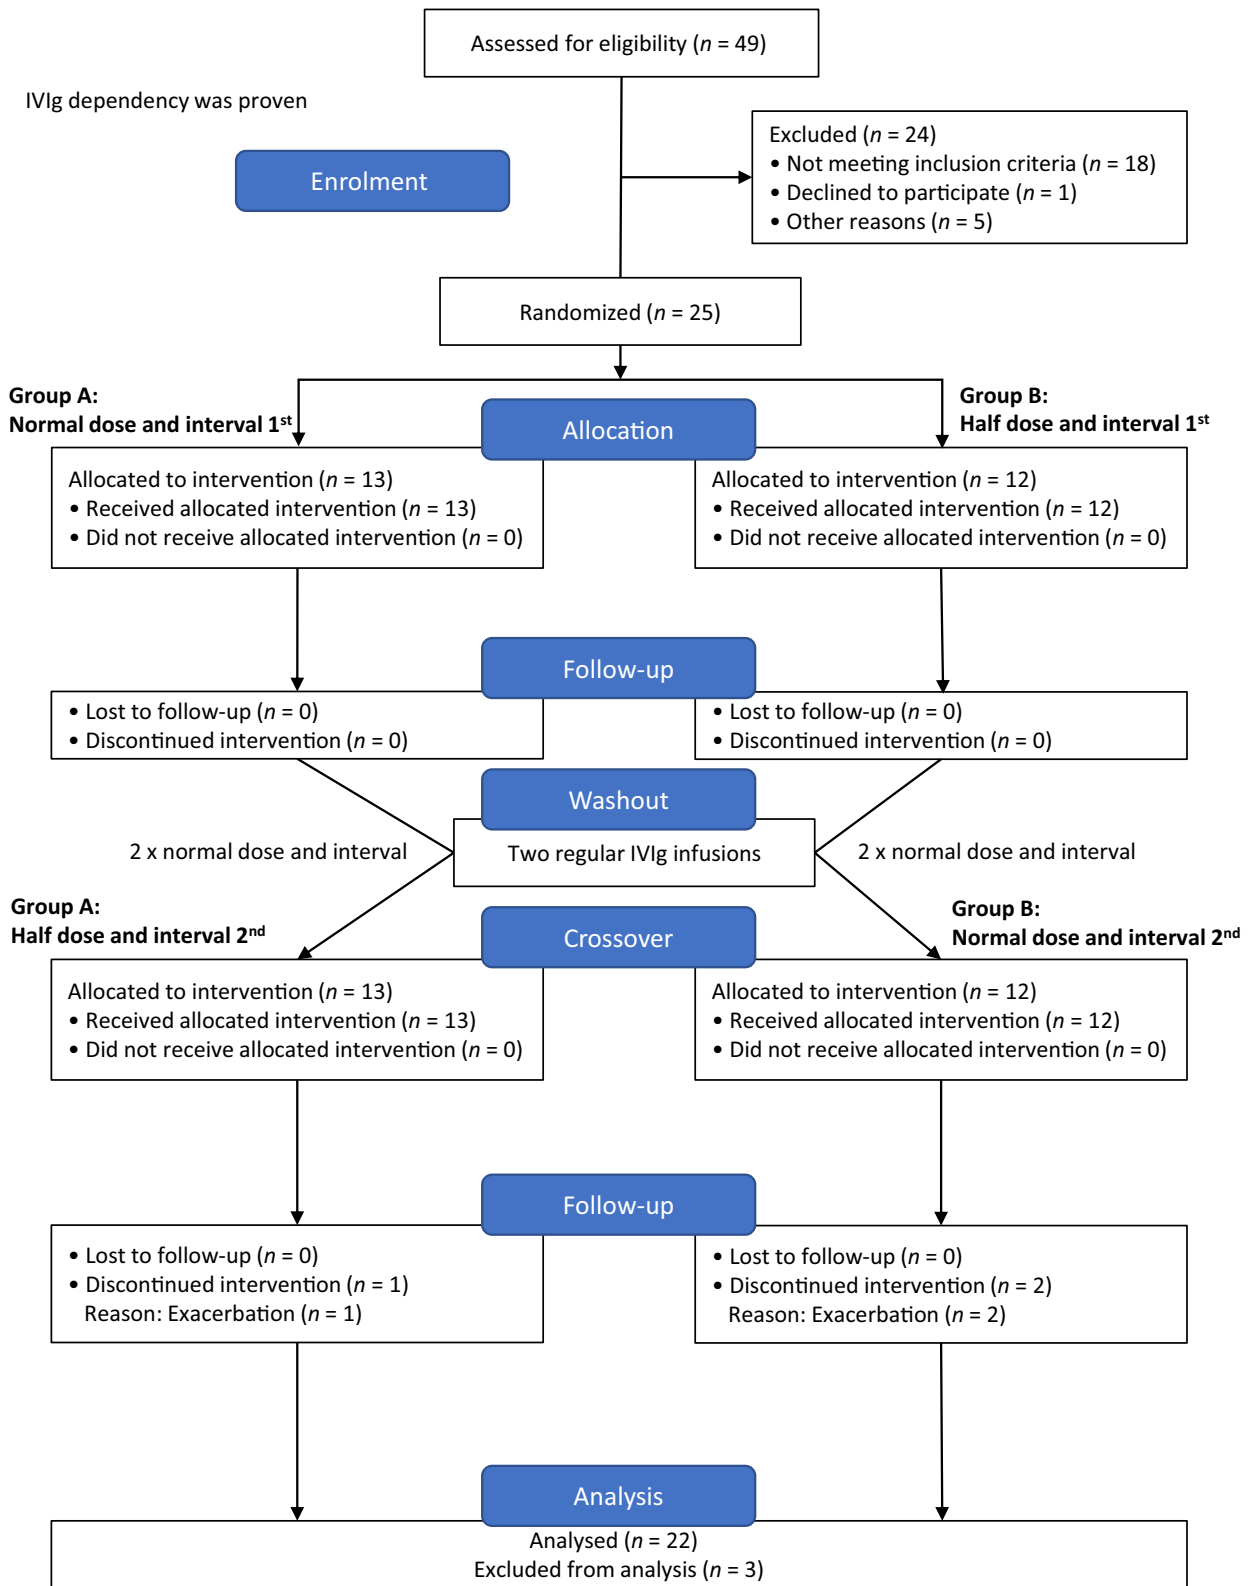 Assessed for eligibility (n = 49)
IVIg dependency was proven
Enrolment
Excluded (n = 24)
• Not meeting inclusion criteria (n = 18)
• Declined to participate (n = 1)
• Other reasons (n = 5)
Randomized (n = 25)
Group A:
Normal dose and interval 1st
Group B:
Half dose and interval 1st
Allocation
Allocated to intervention (n = 13)
• Received allocated intervention (n = 13)
• Did not receive allocated intervention (n = 0)
Allocated to intervention (n = 12)
• Received allocated intervention (n = 12)
• Did not receive allocated intervention (n = 0)
Follow-up
• Lost to follow-up (n = 0)
• Discontinued intervention (n = 0)
• Lost to follow-up (n = 0)
• Discontinued intervention (n = 0)
Washout
2 x normal dose and interval
Two regular IVIg infusions
2 x normal dose and interval
Group A:
Half dose and interval 2nd
Group B:
Normal dose and interval 2nd
Crossover
Allocated to intervention (n = 13)
• Received allocated intervention (n = 13)
• Did not receive allocated intervention (n = 0)
Allocated to intervention (n = 12)
• Received allocated intervention (n = 12)
• Did not receive allocated intervention (n = 0)
Follow-up
• Lost to follow-up (n = 0)
• Discontinued intervention (n = 1)
Reason: Exacerbation (n = 1)
• Lost to follow-up (n = 0)
• Discontinued intervention (n = 2)
Reason: Exacerbation (n = 2)
Analysis
Analysed (n = 22)
Excluded from analysis (n = 3)